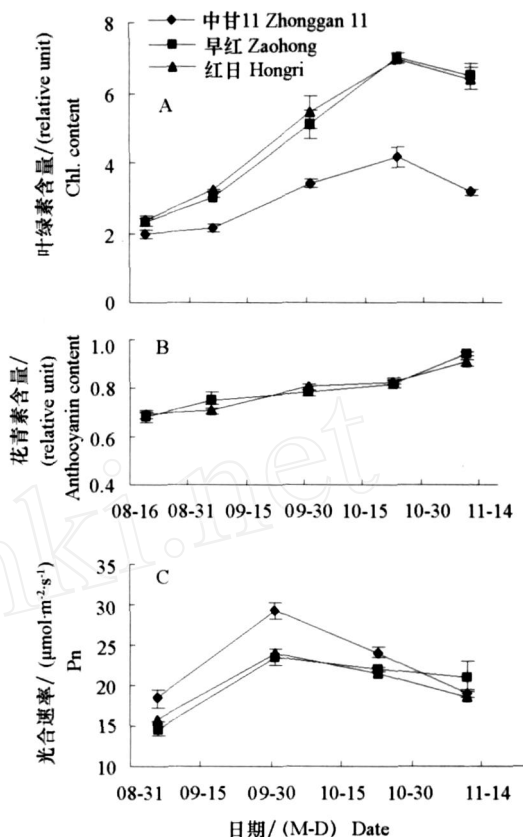 中甘11 Zhonggan 11
早红 Zaohong
红日 Hongri
A
叶绿素含量/(relative unit)
Chl. content
8
6
4
2
0
B
花青素含量/
(relative unit)
Anthocyanin content
1.0
0.8
0.6
0.4
08-16 08-31 09-15 09-30 10-15 10-30 11-14
C
光合速率/(μmol·m⁻²·s⁻¹)
Pn
35
30
25
20
15
10
08-31 09-15 09-30 10-15 10-30 11-14
日期/(M-D) Date
nki.net